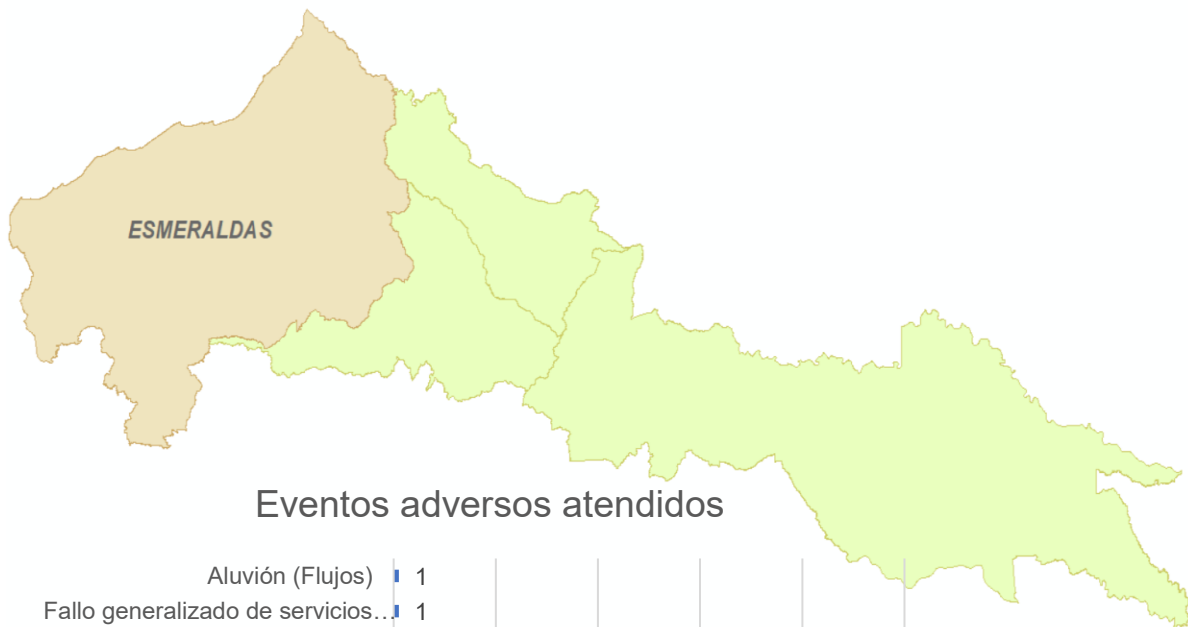 ESMERALDAS
Eventos adversos atendidos
Aluvión (Flujos) 1
Fallo generalizado de servicios... 1